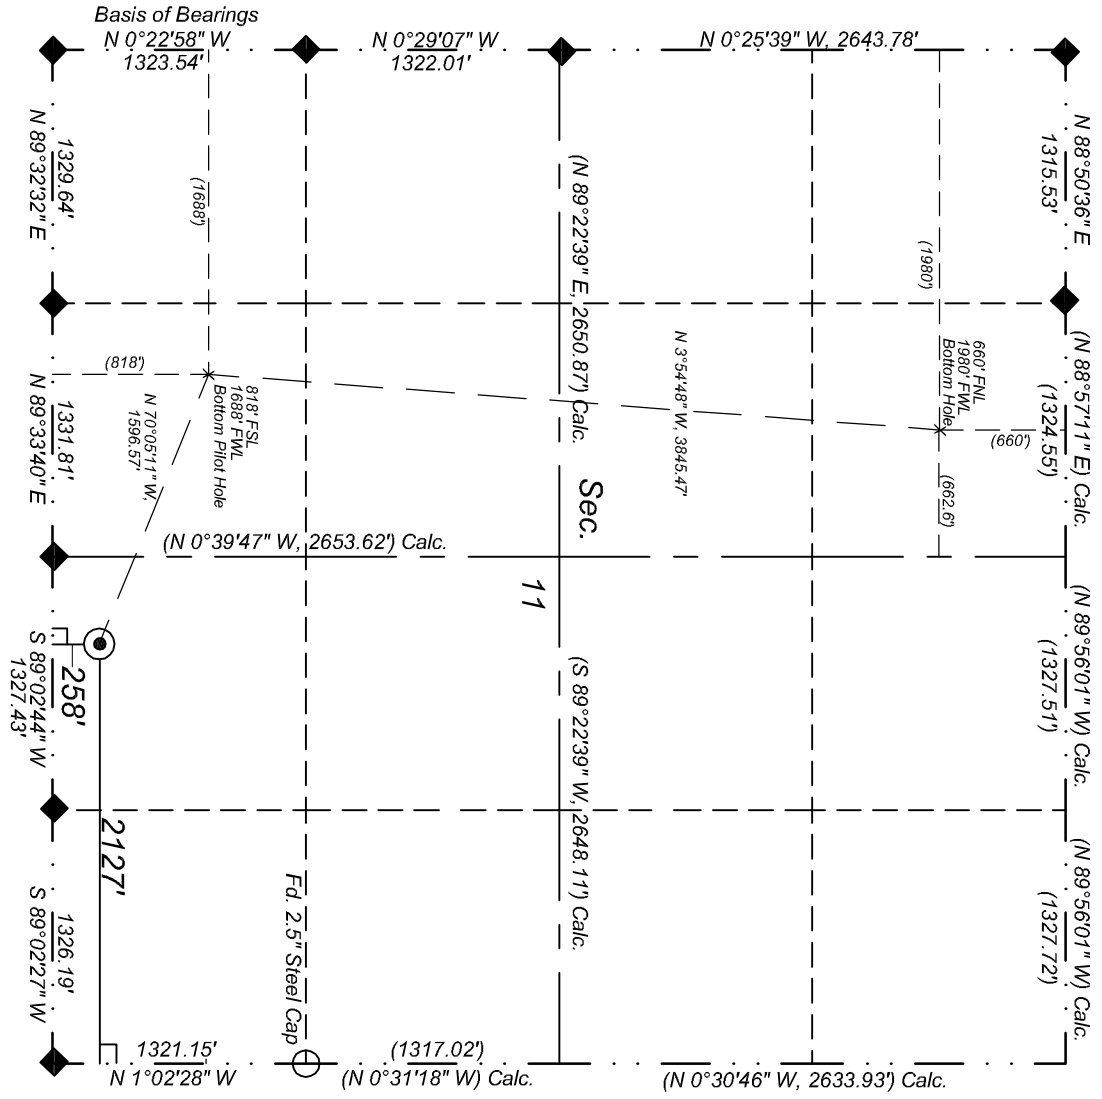 Basis of Bearings
N 0°22'58" W
1323.54'
N 0°29'07" W
1322.01'
N 0°25'39" W, 2643.78'
N 88°50'36" E
1315.53'
1329.64'
N 89°32'32" E
(1688')
(N 89°22'39" E, 2650.87') Calc.
(1980')
660' FNL
1980' FWL
Bottom Hole
(660')
(662.6')
(N 88°57'11" E) Calc.
(1324.55')
N 3°54'48" W, 3845.47'
(818')
818' FSL
1688' FWL
Bottom Pilot Hole
N 70°05'11" W,
1596.57'
1331.81'
N 89°33'40" E
Sec.
11
(N 0°39'47" W, 2653.62') Calc.
258'
S 89°02'44" W
1327.43'
(S 89°22'39" W, 2648.11') Calc.
(N 89°56'01" W) Calc.
(1327.51')
2127'
Fd. 2.5" Steel Cap
1326.19'
S 89°02'27" W
(N 89°56'01" W) Calc.
(1327.72')
1321.15'
N 1°02'28" W
(1317.02')
(N 0°31'18" W) Calc.
(N 0°30'46" W, 2633.93') Calc.